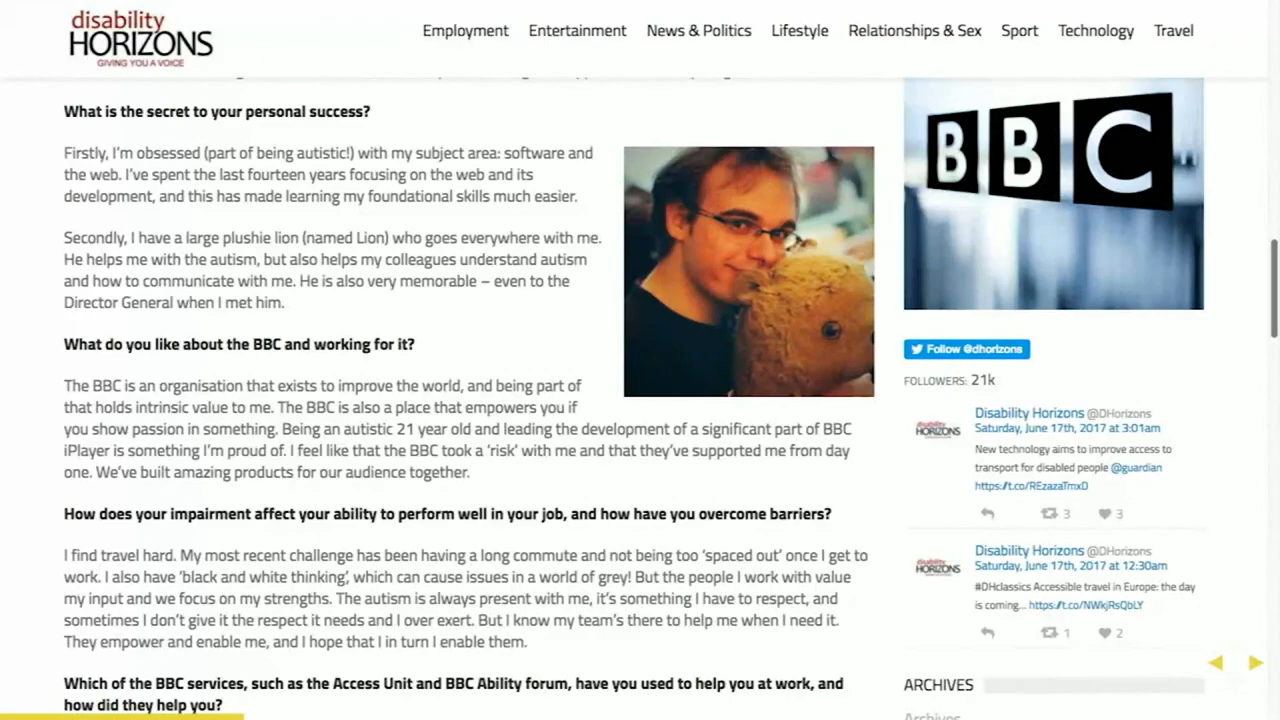 disability
HORIZONS
GIVING YOU A VOICE
Employment
Entertainment
News & Politics
Lifestyle
Relationships & Sex
Sport
Technology
Travel
What is the secret to your personal success?
Firstly, I'm obsessed (part of being autistic!) with my subject area: software and
the web. I've spent the last fourteen years focusing on the web and its
development, and this has made learning my foundational skills much easier.
Secondly, I have a large plushie lion (named Lion) who goes everywhere with me.
He helps me with the autism, but also helps my colleagues understand autism
and how to communicate with me. He is also very memorable – even to the
Director General when I met him.
What do you like about the BBC and working for it?
The BBC is an organisation that exists to improve the world, and being part of
that holds intrinsic value to me. The BBC is also a place that empowers you if
you show passion in something. Being an autistic 21 year old and leading the development of a significant part of BBC
iPlayer is something I'm proud of. I feel like that the BBC took a 'risk' with me and that they've supported me from day
one. We've built amazing products for our audience together.
How does your impairment affect your ability to perform well in your job, and how have you overcome barriers?
I find travel hard. My most recent challenge has been having a long commute and not being too 'spaced out' once I get to
work. I also have 'black and white thinking', which can cause issues in a world of grey! But the people I work with value
my input and we focus on my strengths. The autism is always present with me, it's something I have to respect, and
sometimes I don't give it the respect it needs and I over exert. But I know my team's there to help me when I need it.
They empower and enable me, and I hope that I in turn I enable them.
Which of the BBC services, such as the Access Unit and BBC Ability forum, have you used to help you at work, and
how did they help you?
BBC
Follow @dhorizons
FOLLOWERS: 21k
disability
HORIZONS
Disability Horizons @DHorizons
Saturday, June 17th, 2017 at 3:01am
New technology aims to improve access to
transport for disabled people @guardian
https://t.co/REzazaTmxD
3
3
disability
HORIZONS
Disability Horizons @DHorizons
Saturday, June 17th, 2017 at 12:30am
#DHclassics Accessible travel in Europe: the day
is coming... https://t.co/NWkjRsQbLY
1
2
ARCHIVES
Archives